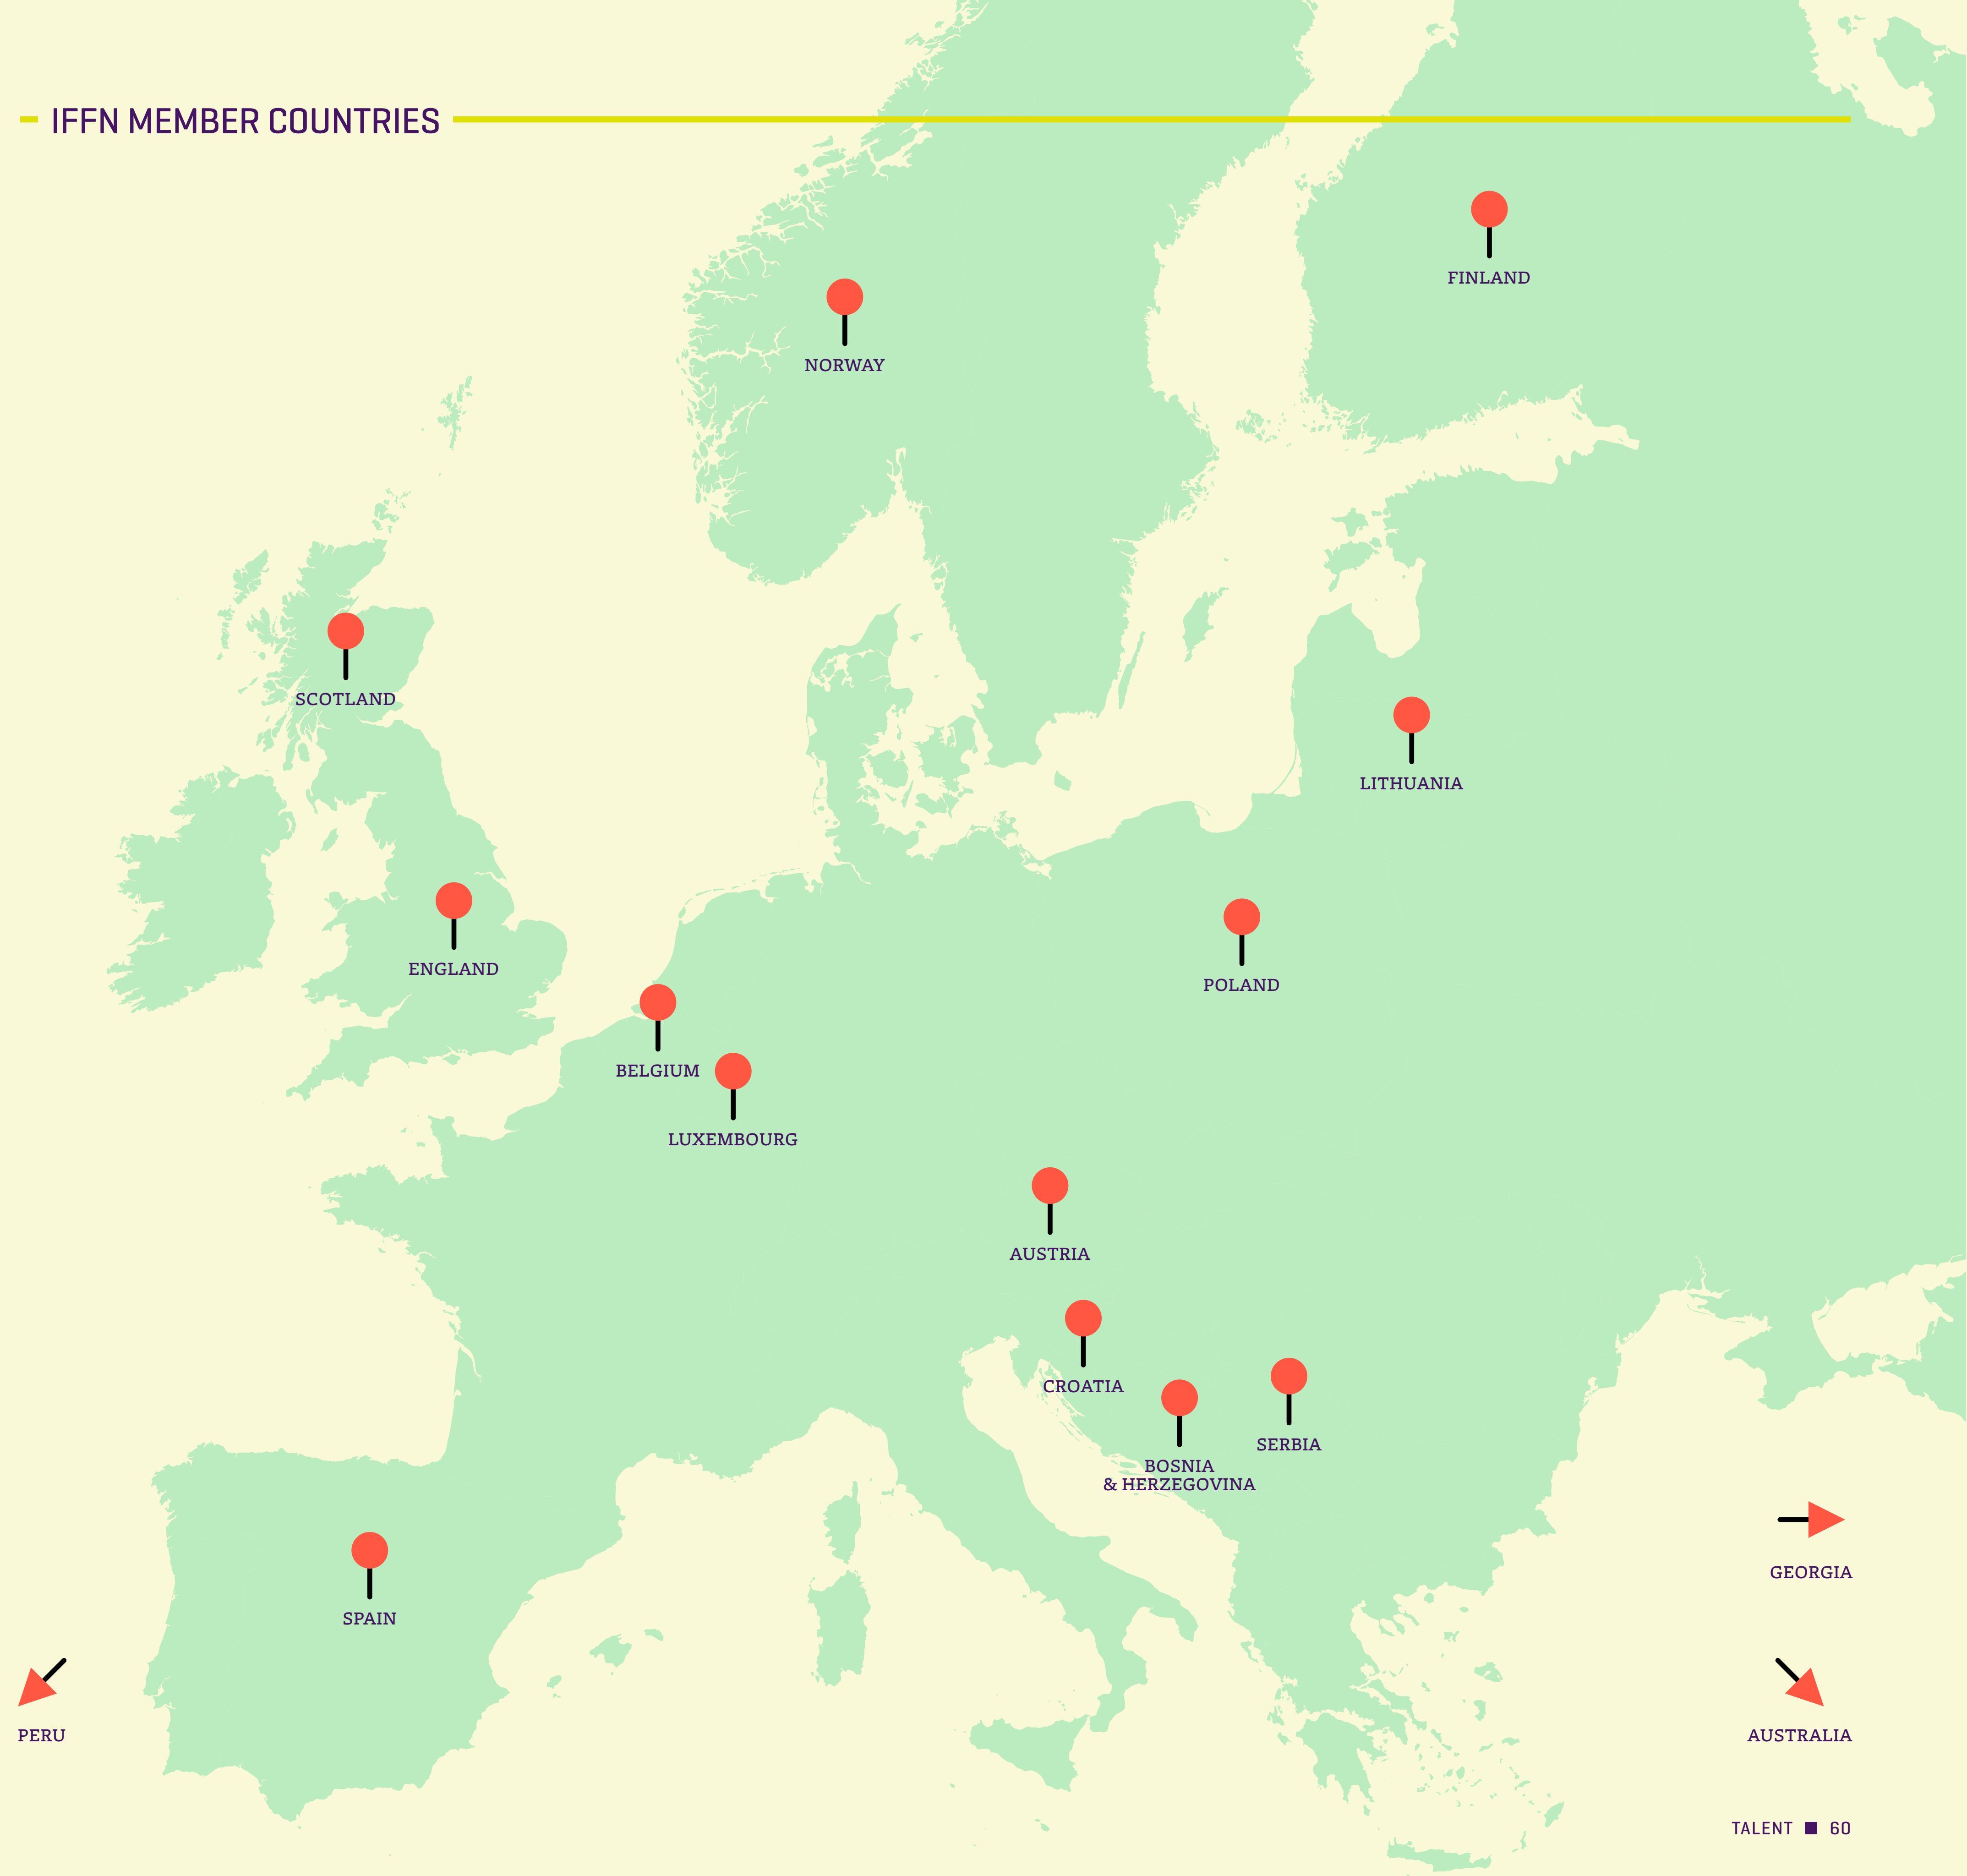 IFFN MEMBER COUNTRIES
FINLAND
NORWAY
SCOTLAND
LITHUANIA
ENGLAND
POLAND
BELGIUM
LUXEMBOURG
AUSTRIA
CROATIA
SERBIA
BOSNIA
& HERZEGOVINA
GEORGIA
SPAIN
PERU
AUSTRALIA
TALENT ■ 60